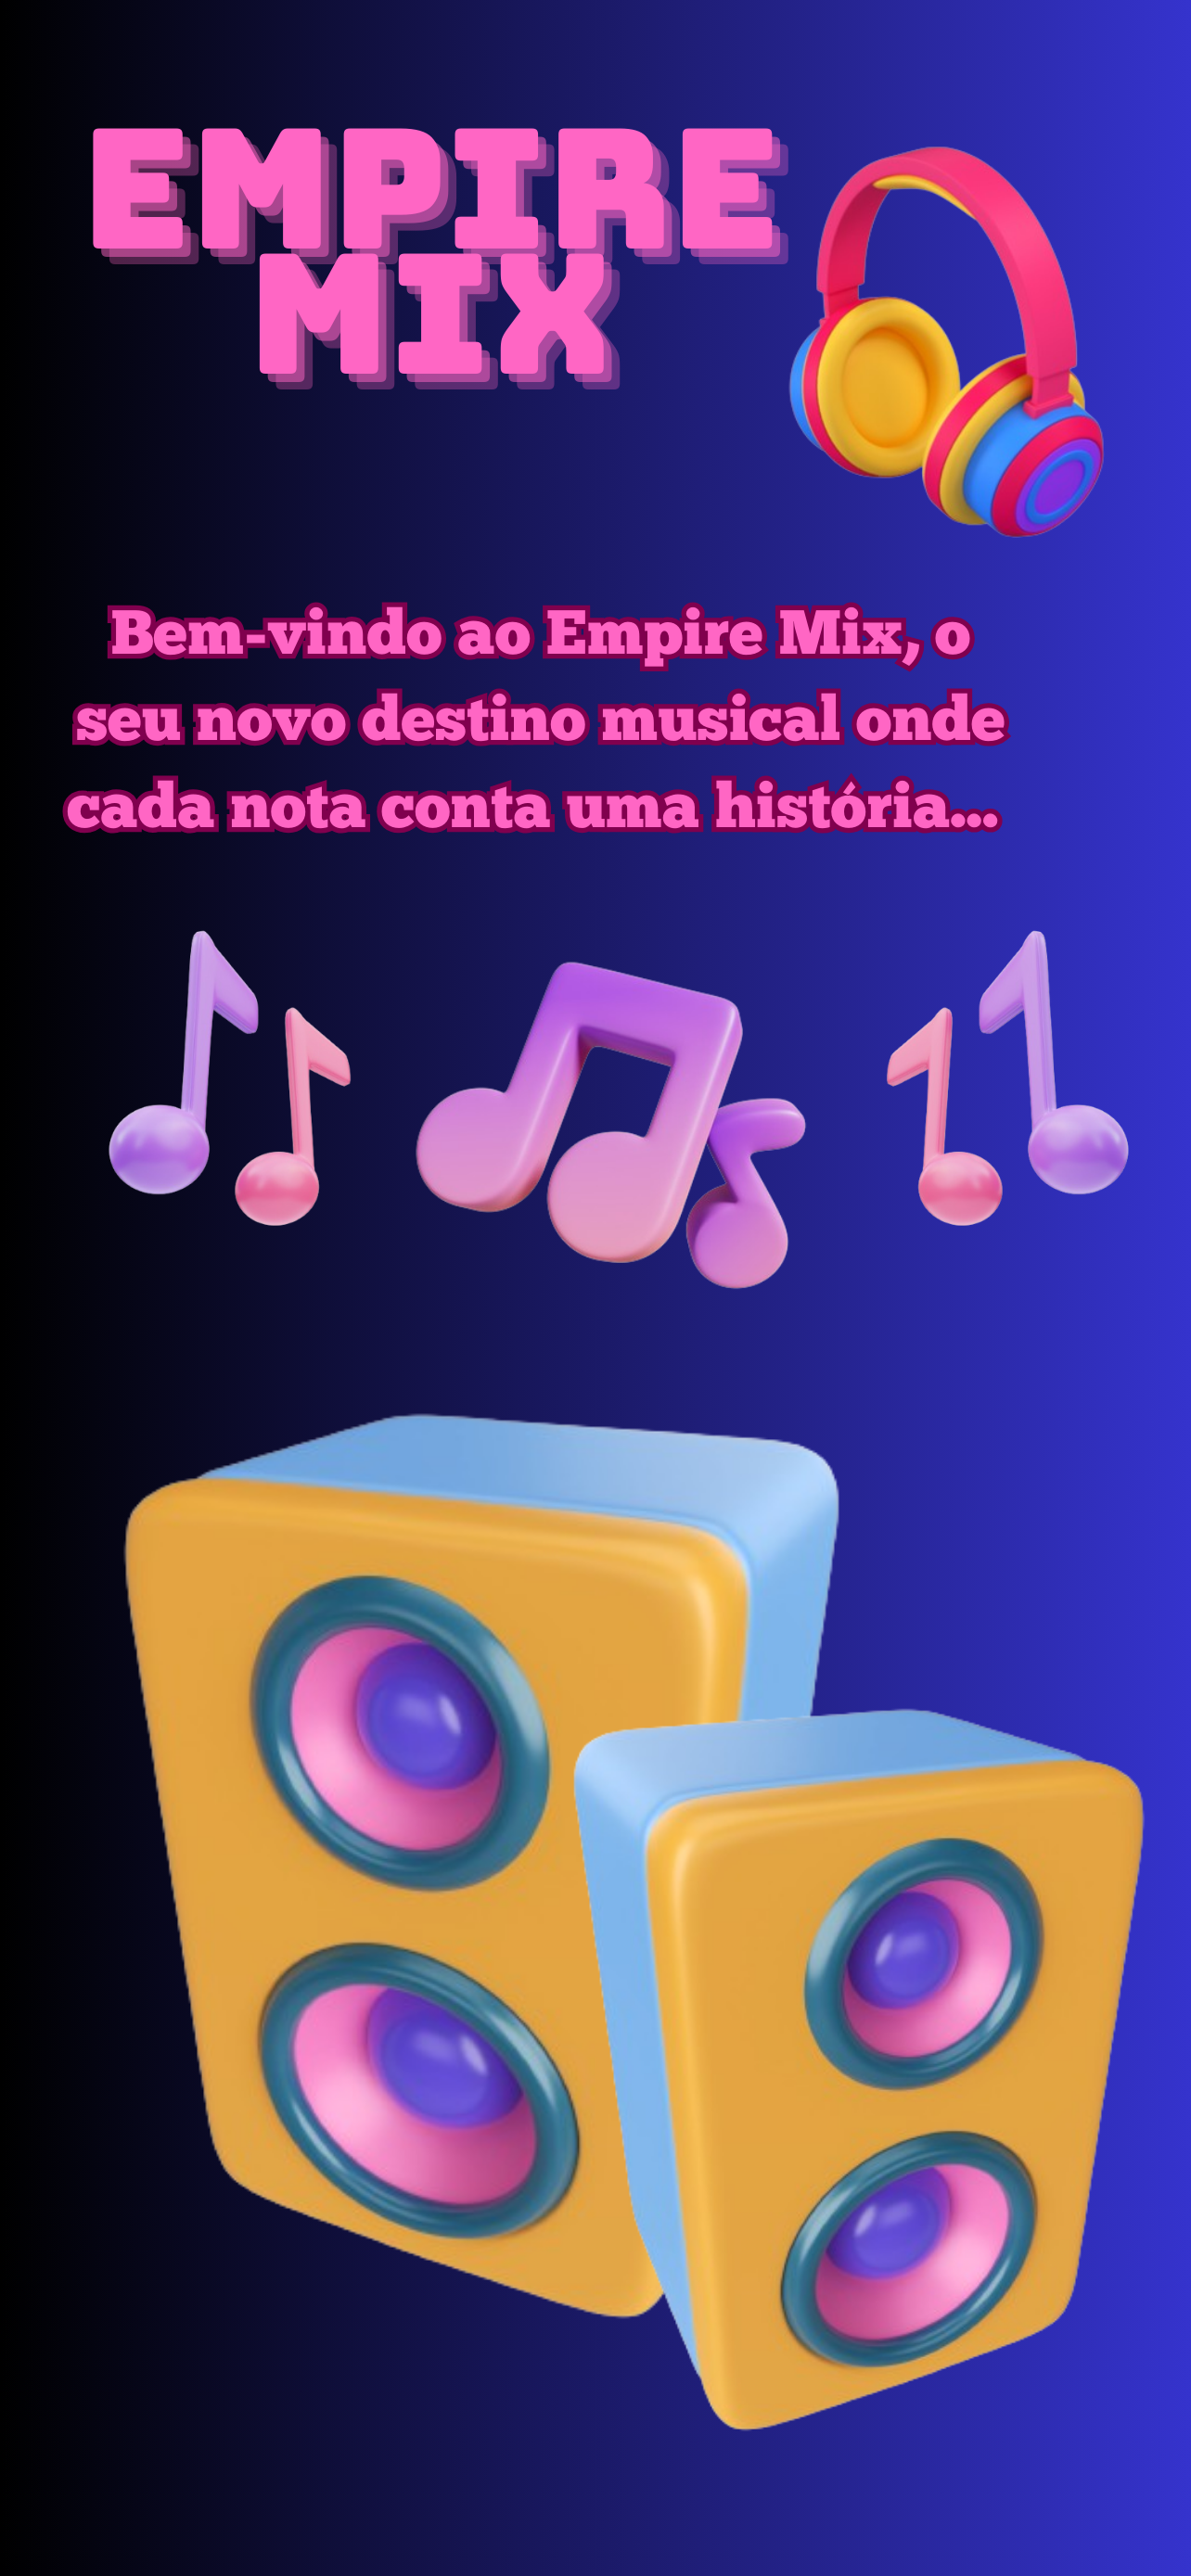 EMPIRE
MIX
Bem-vindo ao Empire Mix, o
seu novo destino musical onde
cada nota conta uma história...